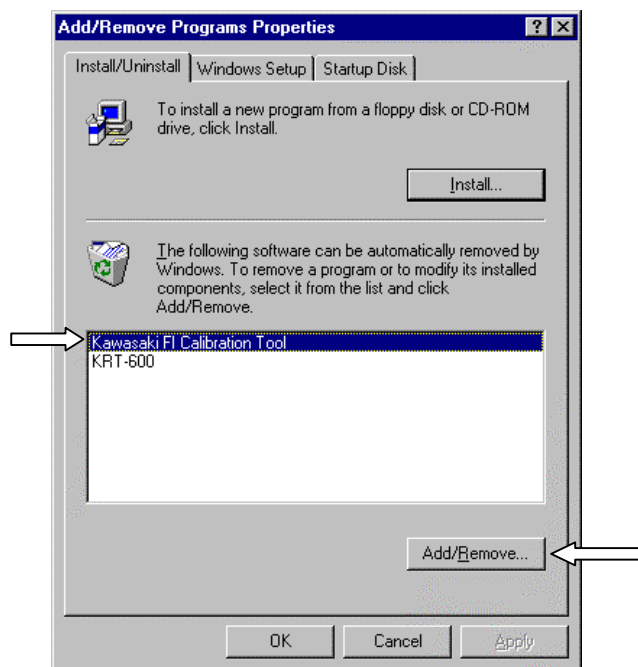 Add/Remove Programs Properties
Install/Uninstall Windows Setup Startup Disk
To install a new program from a floppy disk or CD-ROM
drive, click Install.
Install...
The following software can be automatically removed by
Windows. To remove a program or to modify its installed
components, select it from the list and click
Add/Remove.
Kawasaki FI Calibration Tool
KRT-600
Add/Remove...
OK Cancel Apply